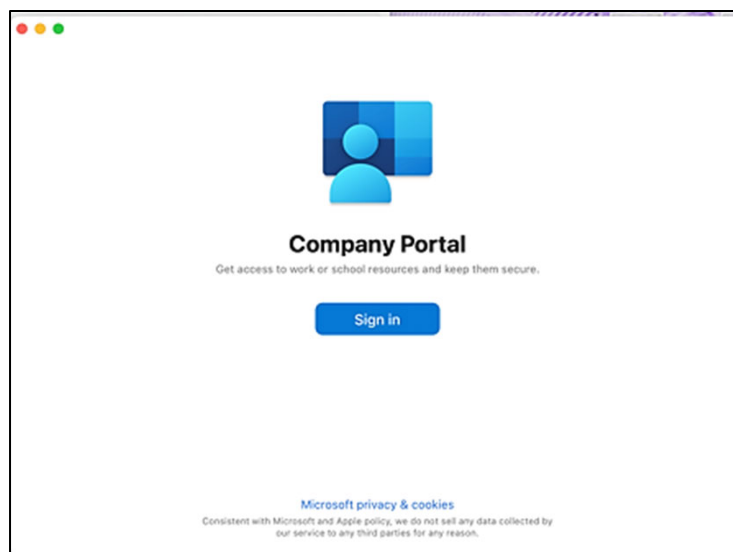 Company Portal
Get access to work or school resources and keep them secure.
Sign in
Microsoft privacy & cookies
Consistent with Microsoft and Apple policy, we do not sell any data collected by
our service to any third parties for any reason.